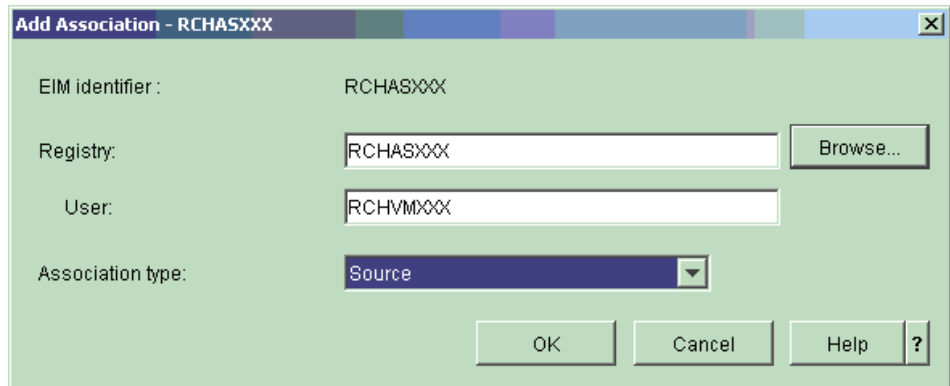 Add Association - RCHASXXX
EIM identifier : RCHASXXX
Registry: RCHASXXX Browse...
User: RCHVMXXX
Association type: Source
OK Cancel Help ?